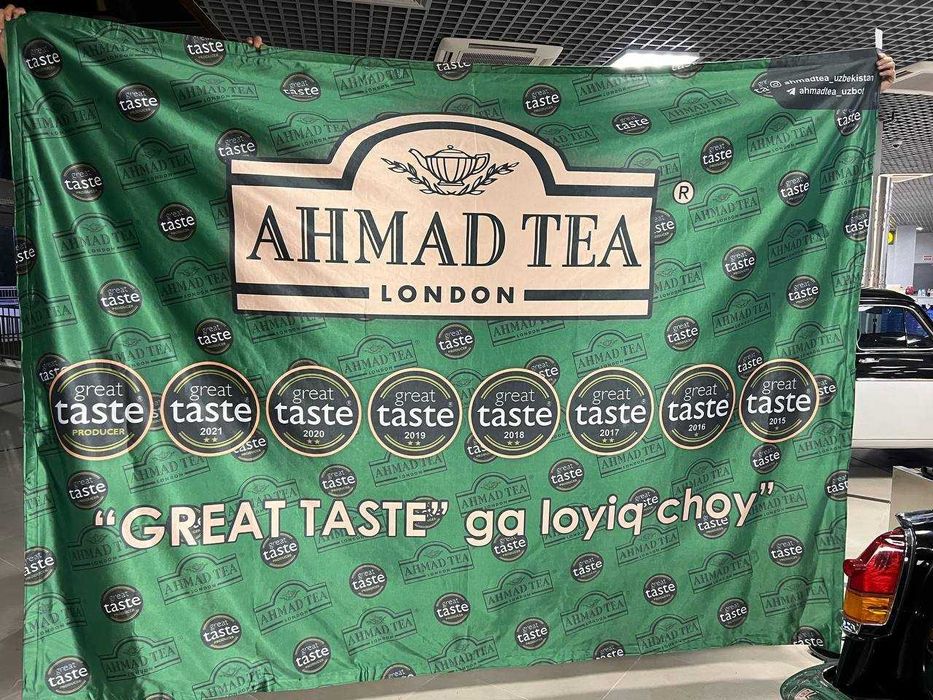 ahmadtea_uzbekistan
ahmadtea_uzbot
AHMAD TEA ®
LONDON
great taste PRODUCER
great taste 2021
great taste 2020
great taste 2019
great taste 2018
great taste 2017
great taste 2016
great taste 2015
“GREAT TASTE” ga loyiq choy”